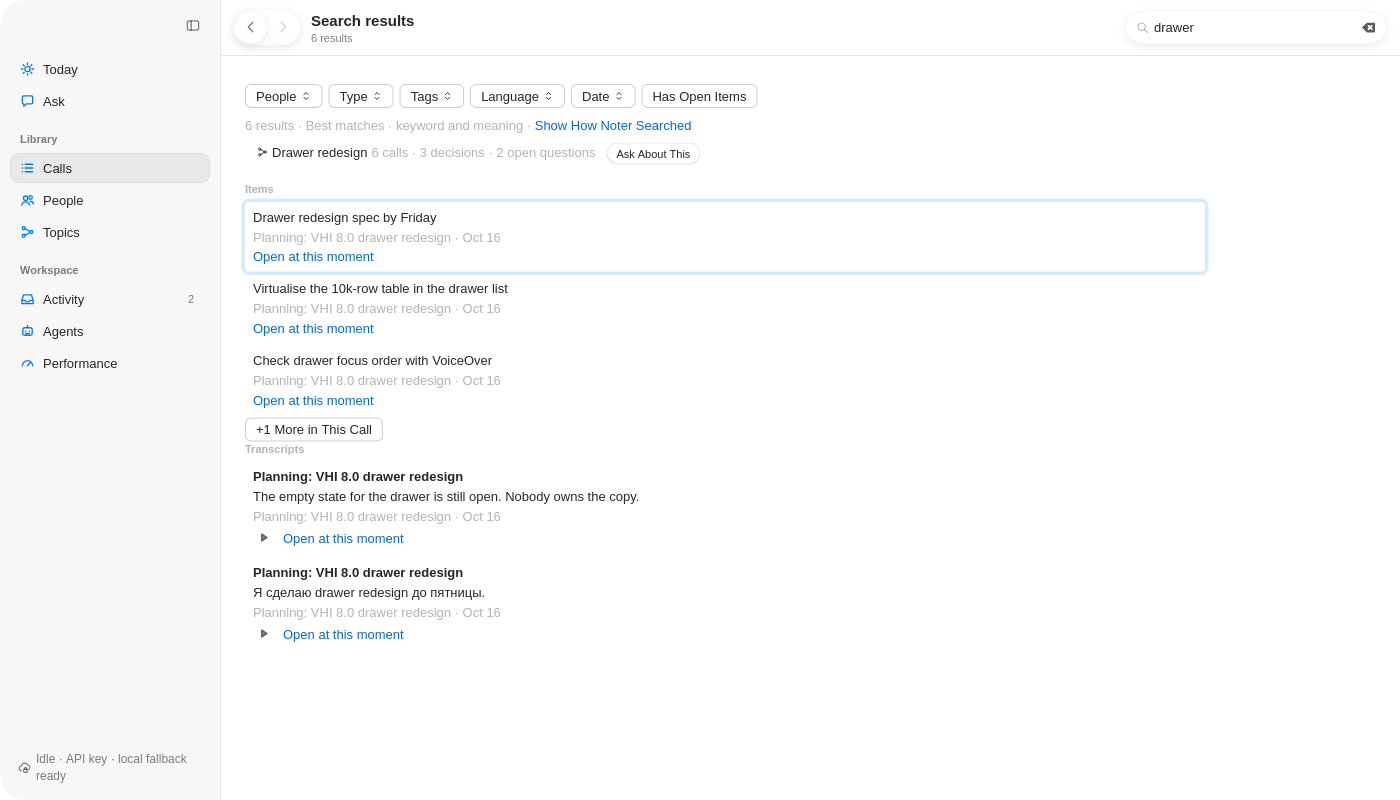 Search results
6 results
drawer
Today
Ask
Library
Calls
People
Topics
Workspace
Activity 2
Agents
Performance
Idle · API key · local fallback
ready
People Type Tags Language Date Has Open Items
6 results · Best matches · keyword and meaning · Show How Noter Searched
Drawer redesign 6 calls · 3 decisions · 2 open questions Ask About This
Items
Drawer redesign spec by Friday
Planning: VHI 8.0 drawer redesign · Oct 16
Open at this moment
Virtualise the 10k-row table in the drawer list
Planning: VHI 8.0 drawer redesign · Oct 16
Open at this moment
Check drawer focus order with VoiceOver
Planning: VHI 8.0 drawer redesign · Oct 16
Open at this moment
+1 More in This Call
Transcripts
Planning: VHI 8.0 drawer redesign
The empty state for the drawer is still open. Nobody owns the copy.
Planning: VHI 8.0 drawer redesign · Oct 16
Open at this moment
Planning: VHI 8.0 drawer redesign
Я сделаю drawer redesign до пятницы.
Planning: VHI 8.0 drawer redesign · Oct 16
Open at this moment